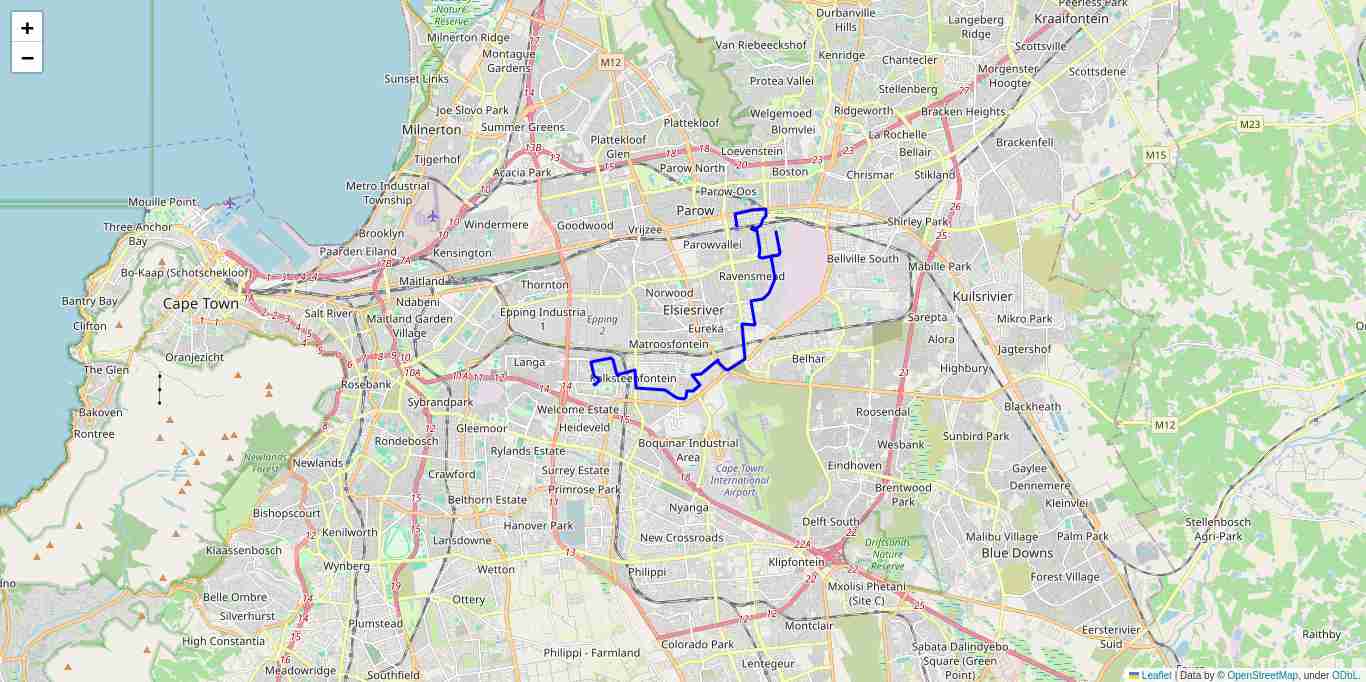 +
−
Nature
Reserve
Milnerton Ridge
Montague
Gardens
Sunset Links
M12
Joe Slovo Park
Summer Greens
Milnerton
Tijgerhof
13B
13
Acacia Park
Plattekloof
Glen
Plattekloof
Van Riebeeckshof
Durbanville
Hills
Kenridge
Protea Vallei
Welgemoed
Blomvlei
Loevenstein
Boston
Parow North
Parow-Oos
Langeberg
Ridge
Peerless Park
Kraaifontein
Scottsville
Chantecler
Morgenster
Hoogte
Scottsdene
Stellenberg
Ridgeworth
Bracken Heights
La Rochelle
Bellair
Brackenfell
Chrismar
Stikland
M23
M15
Metro Industrial
Township
Mouille Point
Three Anchor
Bay
Brooklyn
Paarden Eiland
Windermere
Kensington
Goodwood
Vrijzee
Parow
Parowvallei
Shirley Park
Bellville South
Mabille Park
Bo-Kaap (Schotschekloof)
Bantry Bay
Cape Town
Clifton
Maitland
Ndabeni
Salt River
Maitland Garden
Village
Thornton
Epping Industria
1
Epping
2
Norwood
Elsiesriver
Eureka
Matroosfontein
Ravensmead
Kuilsrivier
Sarepta
Mikro Park
Alora
Jagtershof
Highbury
Belhar
Oranjezicht
The Glen
Bakoven
Rontree
Rosebank
Langa
Kalksteenfontein
Sybrandpark
Welcome Estate
Heideveld
Gleemoor
Rondebosch
Rylands Estate
Boquinar Industrial
Area
Cape Town
International
Airport
Roosendal
Wesbank
Blackheath
Sunbird Park
M12
Newlands
Forest
Newlands
Crawford
Surrey Estate
Primrose Park
Belthorn Estate
Bishopscourt
Hanover Park
Nyanga
Eindhoven
Gaylee
Dennemere
Brentwood
Park
Kleinvlei
Delft South
Malibu Village
Palm Park
Stellenbosch
Agri-Park
Kenilworth
Lansdowne
Klaassenbosch
Wynberg
Wetton
New Crossroads
Philippi
22A
Klipfontein
Driftsands
Nature
Reserve
Blue Downs
Forest Village
Mxolisi Phetani
(Site C)
Belle Ombre
Silverhurst
Ottery
Plumstead
High Constantia
Meadowridge
Southfield
Philippi - Farmland
Colorado Park
Montclair
Lentegeur
Sabata Dalindyebo
Square (Green
Point)
Eersterivier
Suid
Raithby
Leaflet | Data by © OpenStreetMap, under ODbL.